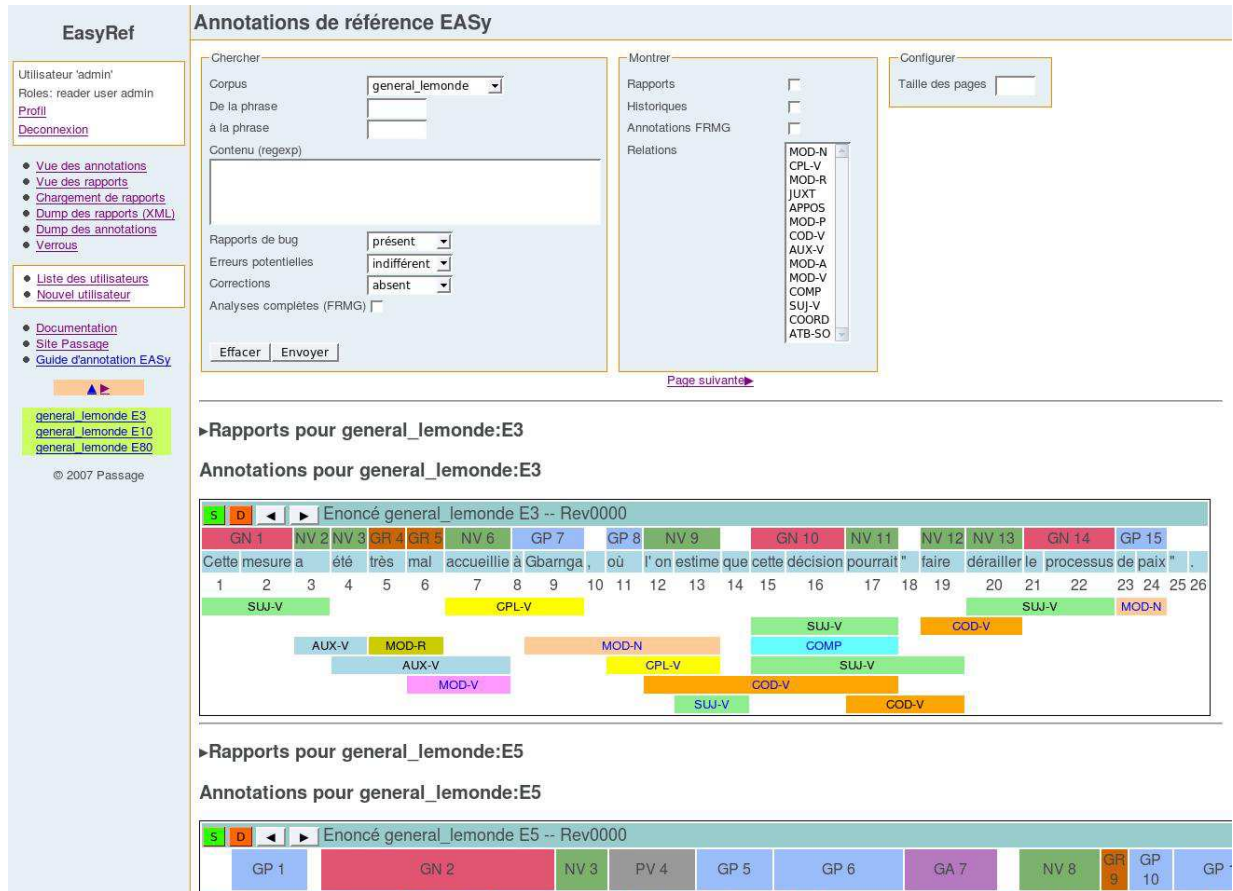 EasyRef
Utilisateur 'admin'
Roles: reader user admin
Profil
Deconnexion
Vue des annotations
Vue des rapports
Chargement de rapports
Dump des rapports (XML)
Dump des annotations
Verrous
Liste des utilisateurs
Nouvel utilisateur
Documentation
Site Passage
Guide d'annotation EASy
general_lemonde E3
general_lemonde E10
general_lemonde E80
© 2007 Passage
Annotations de référence EASy
Chercher
Corpus general_lemonde
De la phrase
à la phrase
Contenu (regexp)
Rapports de bug présent
Erreurs potentielles indifférent
Corrections absent
Analyses complètes (FRMG)
Effacer Envoyer
Montrer
Rapports
Historiques
Annotations FRMG
Relations
MOD-N
CPL-V
MOD-R
JUXT
APPOS
MOD-P
COD-V
AUX-V
MOD-A
MOD-V
COMP
SUJ-V
COORD
ATB-SO
Configurer
Taille des pages
Page suivante▶
▸Rapports pour general_lemonde:E3
Annotations pour general_lemonde:E3
S D ◄ ► Enoncé general_lemonde E3 -- Rev0000
GN 1 NV 2 NV 3 GR 4 GR 5 NV 6 GP 7 GP 8 NV 9 GN 10 NV 11 NV 12 NV 13 GN 14 GP 15
Cette mesure a été très mal accueillie à Gbarnga , où l' on estime que cette décision pourrait " faire dérailler le processus de paix " .
1 2 3 4 5 6 7 8 9 10 11 12 13 14 15 16 17 18 19 20 21 22 23 24 25 26
SUJ-V CPL-V SUJ-V MOD-N
SUJ-V COD-V
AUX-V MOD-R MOD-N COMP
AUX-V CPL-V SUJ-V
MOD-V COD-V
SUJ-V COD-V
▸Rapports pour general_lemonde:E5
Annotations pour general_lemonde:E5
S D ◄ ► Enoncé general_lemonde E5 -- Rev0000
GP 1 GN 2 NV 3 PV 4 GP 5 GP 6 GA 7 NV 8 GR 9 GP 10 GP